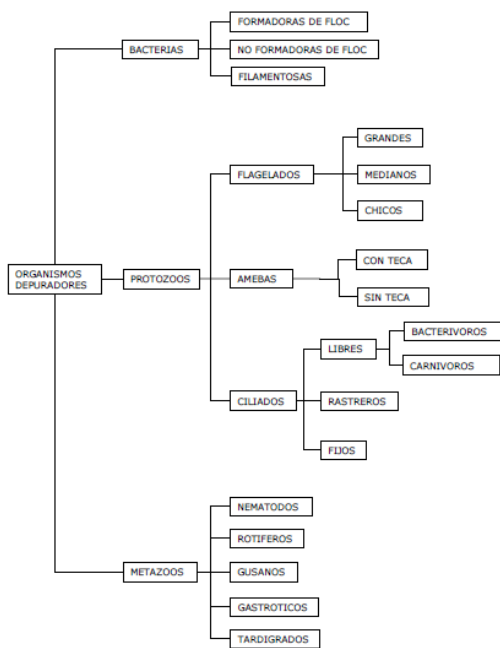 FORMADORAS DE FLOC
BACTERIAS
NO FORMADORAS DE FLOC
FILAMENTOSAS
GRANDES
FLAGELADOS
MEDIANOS
CHICOS
CON TECA
ORGANISMOS
DEPURADORES
PROTOZOOS
AMEBAS
SIN TECA
BACTERIVOROS
LIBRES
CARNIVOROS
CILIADOS
RASTREROS
FIJOS
NEMATODOS
ROTIFEROS
METAZOOS
GUSANOS
GASTROTICOS
TARDIGRADOS